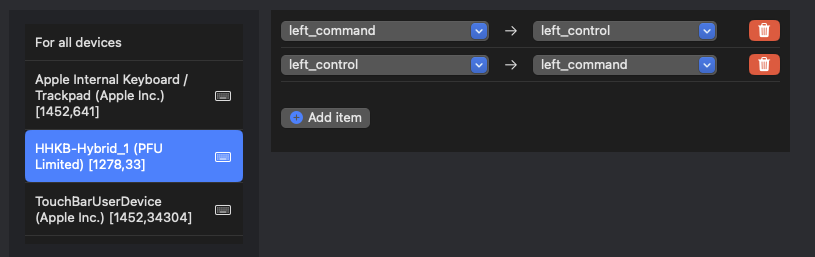 For all devices
Apple Internal Keyboard /
Trackpad (Apple Inc.)
[1452,641]
HHKB-Hybrid_1 (PFU
Limited) [1278,33]
TouchBarUserDevice
(Apple Inc.) [1452,34304]
left_command → left_control
left_control → left_command
Add item